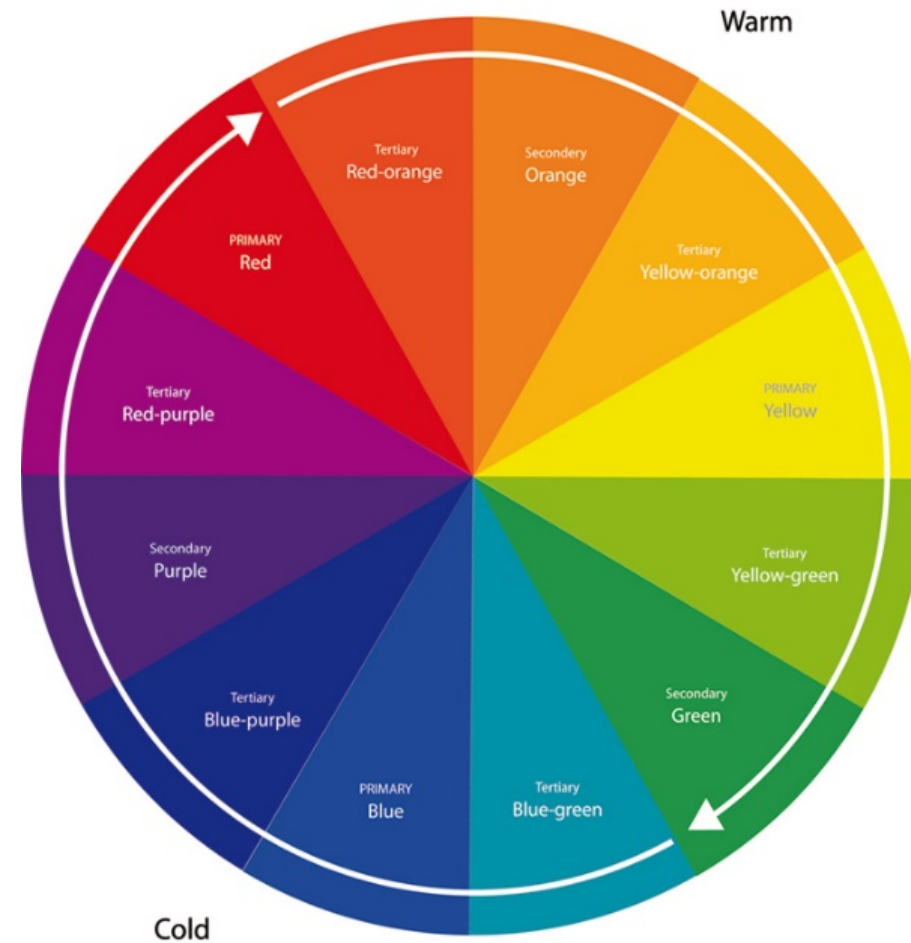 Warm
Tertiary
Red-orange
Secondery
Orange
Tertiary
Yellow-orange
PRIMARY
Yellow
Tertiary
Yellow-green
Secondary
Green
Tertiary
Blue-green
PRIMARY
Blue
Tertiary
Blue-purple
Secondary
Purple
Tertiary
Red-purple
PRIMARY
Red
Cold